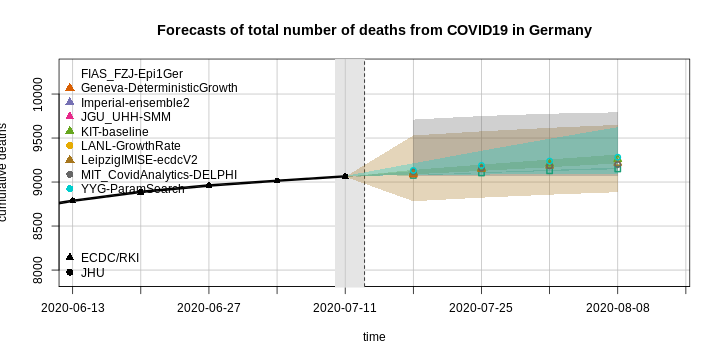 Forecasts of total number of deaths from COVID19 in Germany
cumulative deaths
10000
9500
9000
8500
8000
FIAS_FZJ-Epi1Ger
Geneva-DeterministicGrowth
Imperial-ensemble2
JGU_UHH-SMM
KIT-baseline
LANL-GrowthRate
LeipzigIMISE-ecdcV2
MIT_CovidAnalytics-DELPHI
YYG-ParamSearch
ECDC/RKI
JHU
2020-06-13 2020-06-27 2020-07-11 2020-07-25 2020-08-08
time